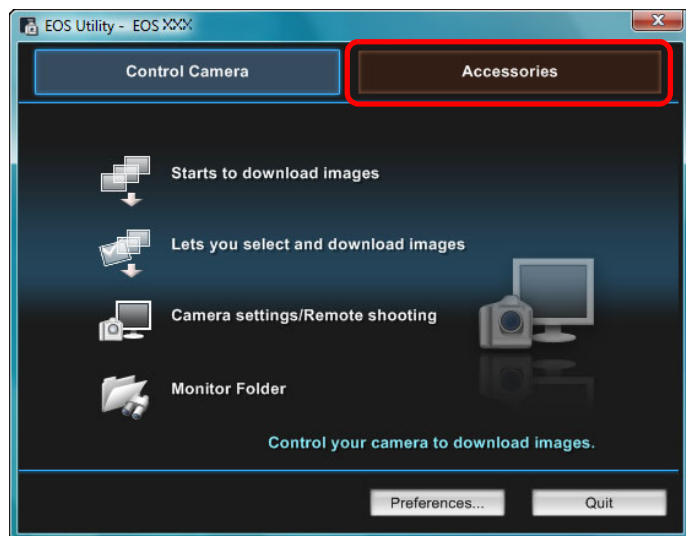 EOS Utility - EOS XXX
Control Camera
Accessories
Starts to download images
Lets you select and download images
Camera settings/Remote shooting
Monitor Folder
Control your camera to download images.
Preferences...
Quit